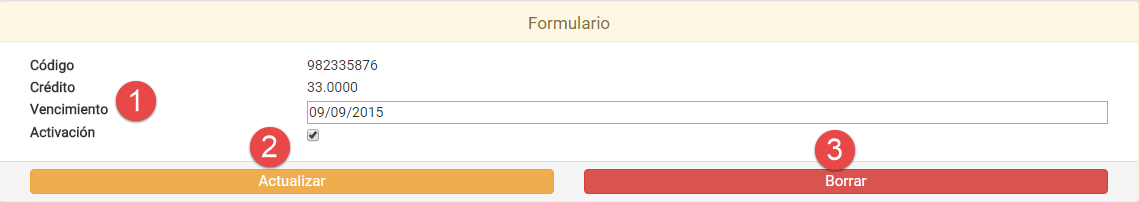 Formulario
Código 982335876
Crédito 33.0000
Vencimiento 09/09/2015
1
Activación
2 3
Actualizar Borrar